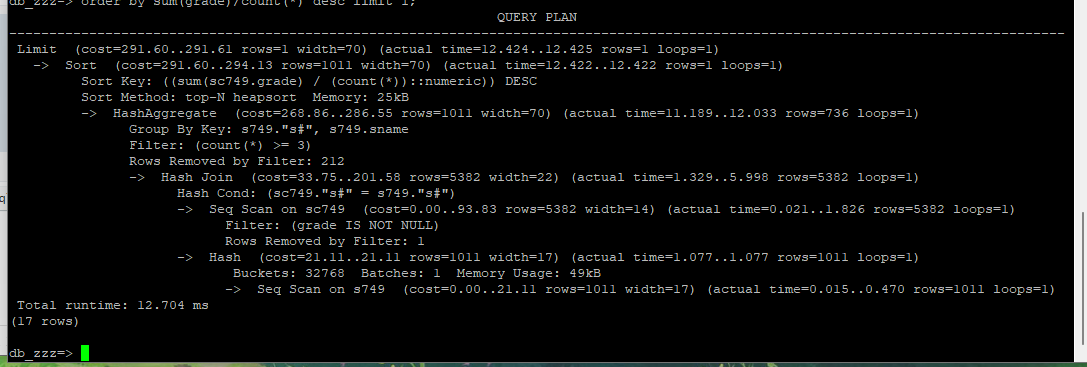 db_zzz=> order by sum(grade)/count(*) desc limit 1;
QUERY PLAN
------------------------------------------------------------------------------------------------------------------------------------
Limit  (cost=291.60..291.61 rows=1 width=70) (actual time=12.424..12.425 rows=1 loops=1)
->  Sort  (cost=291.60..294.13 rows=1011 width=70) (actual time=12.422..12.422 rows=1 loops=1)
Sort Key: ((sum(sc749.grade) / (count(*))::numeric)) DESC
Sort Method: top-N heapsort  Memory: 25kB
->  HashAggregate  (cost=268.86..286.55 rows=1011 width=70) (actual time=11.189..12.033 rows=736 loops=1)
Group By Key: s749."s#", s749.sname
Filter: (count(*) >= 3)
Rows Removed by Filter: 212
->  Hash Join  (cost=33.75..201.58 rows=5382 width=22) (actual time=1.329..5.998 rows=5382 loops=1)
Hash Cond: (sc749."s#" = s749."s#")
->  Seq Scan on sc749  (cost=0.00..93.83 rows=5382 width=14) (actual time=0.021..1.826 rows=5382 loops=1)
Filter: (grade IS NOT NULL)
Rows Removed by Filter: 1
->  Hash  (cost=21.11..21.11 rows=1011 width=17) (actual time=1.077..1.077 rows=1011 loops=1)
Buckets: 32768  Batches: 1  Memory Usage: 49kB
->  Seq Scan on s749  (cost=0.00..21.11 rows=1011 width=17) (actual time=0.015..0.470 rows=1011 loops=1)
Total runtime: 12.704 ms
(17 rows)
db_zzz=>